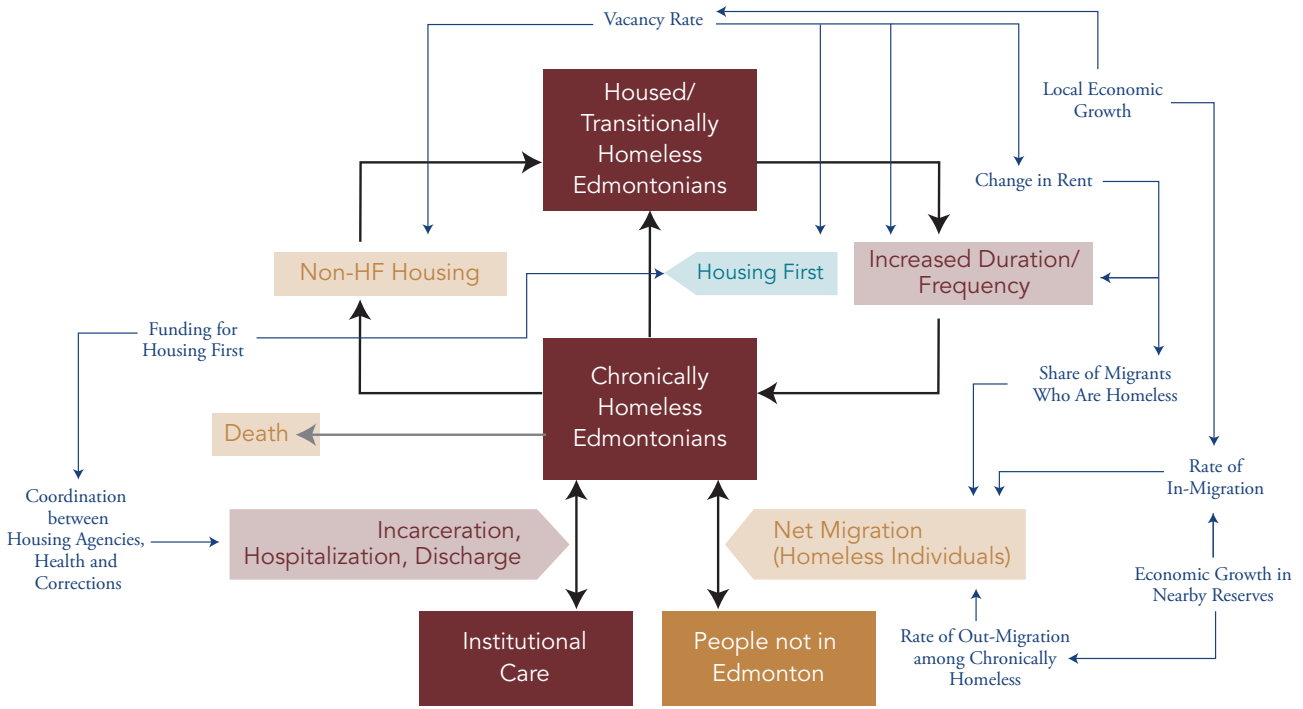 Vacancy Rate
Housed/
Transitionally
Homeless
Edmontonians
Local Economic
Growth
Change in Rent
Non-HF Housing
Housing First
Increased Duration/
Frequency
Funding for
Housing First
Chronically
Homeless
Edmontonians
Share of Migrants
Who Are Homeless
Death
Coordination
between
Housing Agencies,
Health and
Corrections
Incarceration,
Hospitalization, Discharge
Net Migration
(Homeless Individuals)
Rate of
In-Migration
Economic Growth in
Nearby Reserves
Institutional
Care
People not in
Edmonton
Rate of Out-Migration
among Chronically
Homeless